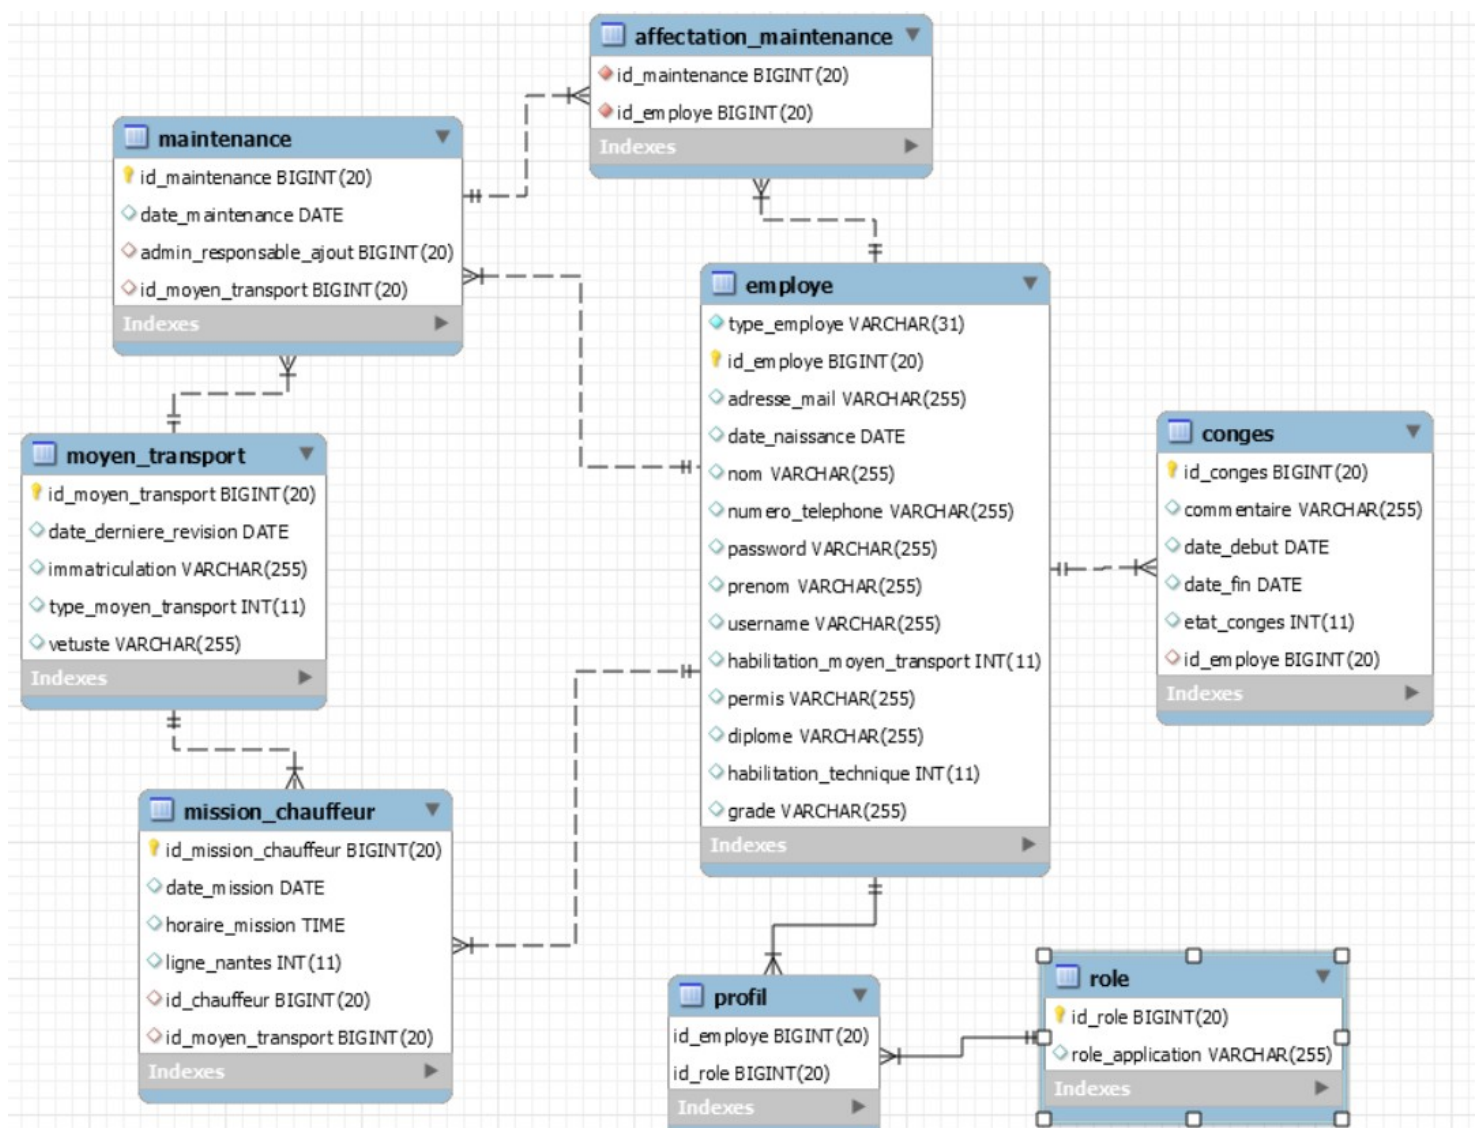 affectation_maintenance
id_maintenance BIGINT(20)
id_employe BIGINT(20)
Indexes
maintenance
id_maintenance BIGINT(20)
date_maintenance DATE
admin_responsable_ajout BIGINT(20)
id_moyen_transport BIGINT(20)
Indexes
employe
type_employe VARCHAR(31)
id_employe BIGINT(20)
adresse_mail VARCHAR(255)
date_naissance DATE
nom VARCHAR(255)
numero_telephone VARCHAR(255)
password VARCHAR(255)
prenom VARCHAR(255)
username VARCHAR(255)
habilitation_moyen_transport INT(11)
permis VARCHAR(255)
diplome VARCHAR(255)
habilitation_technique INT(11)
grade VARCHAR(255)
Indexes
conges
id_conges BIGINT(20)
commentaire VARCHAR(255)
date_debut DATE
date_fin DATE
etat_conges INT(11)
id_employe BIGINT(20)
Indexes
moyen_transport
id_moyen_transport BIGINT(20)
date_derniere_revision DATE
immatriculation VARCHAR(255)
type_moyen_transport INT(11)
vetuste VARCHAR(255)
Indexes
mission_chauffeur
id_mission_chauffeur BIGINT(20)
date_mission DATE
horaire_mission TIME
ligne_nantes INT(11)
id_chauffeur BIGINT(20)
id_moyen_transport BIGINT(20)
Indexes
profil
id_employe BIGINT(20)
id_role BIGINT(20)
Indexes
role
id_role BIGINT(20)
role_application VARCHAR(255)
Indexes